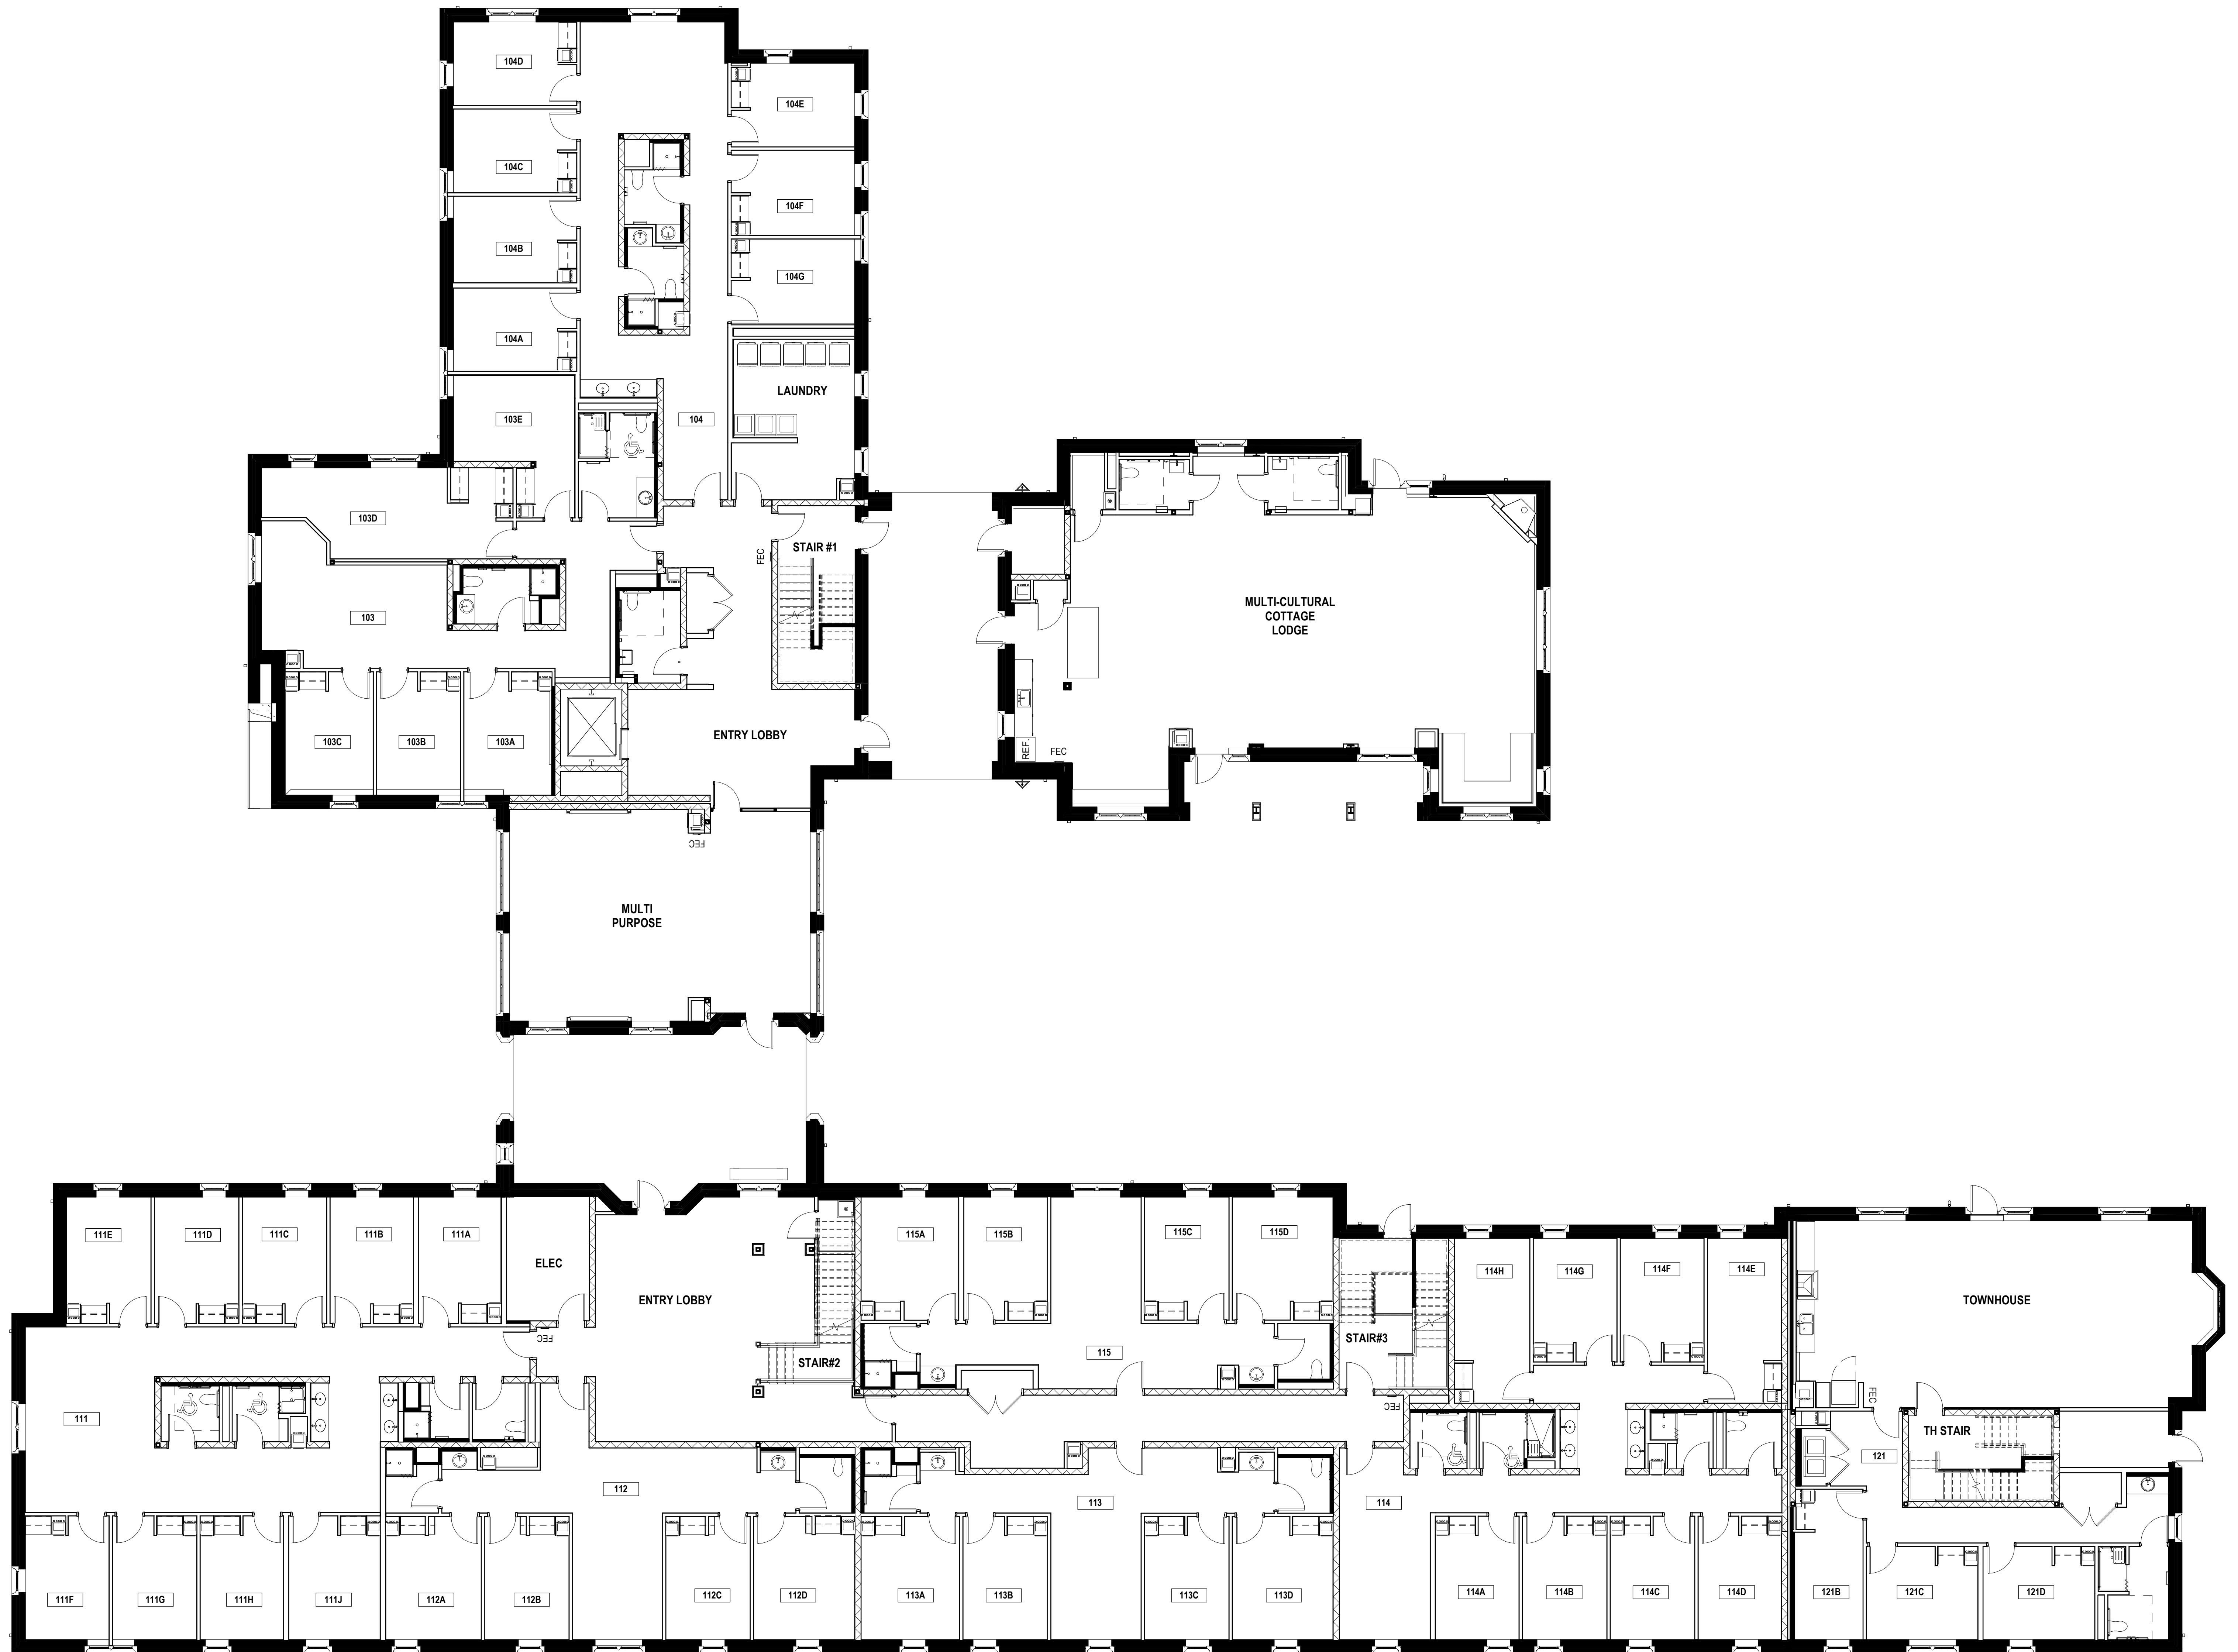 104D
104E
104C
104F
104B
104G
104A
LAUNDRY
103E
104
103D
STAIR #1
FEC
MULTI-CULTURAL
COTTAGE
LODGE
103
103C
103B
103A
ENTRY LOBBY
REF.
FEC
FEC
MULTI
PURPOSE
111E
111D
111C
111B
111A
ELEC
ENTRY LOBBY
115A
115B
115C
115D
114H
114G
114F
114E
TOWNHOUSE
FEC
STAIR#2
115
STAIR#3
FEC
FEC
111
TH STAIR
121
112
113
114
111F
111G
111H
111J
112A
112B
112C
112D
113A
113B
113C
113D
114A
114B
114C
114D
121B
121C
121D